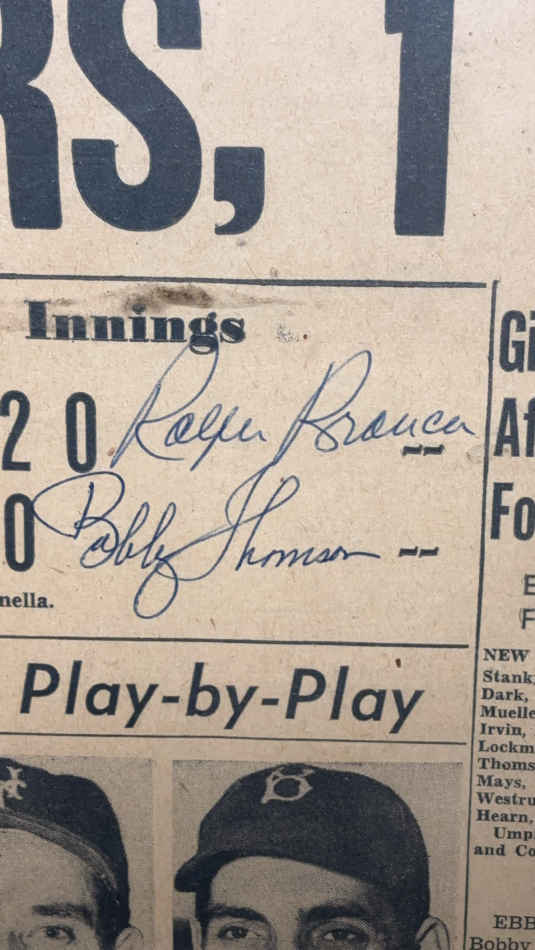 RS, 1
Innings
2 0 Ralph Branca --
0 Bobby Thomson --
nella.
Play-by-Play
Gi
Af
Fo
E
F
NEW
Stank
Dark,
Muelle
Irvin,
Lockm
Thoms
Mays,
Westru
Hearn,
Ump
and Co
EBB
Bobby
NY
B